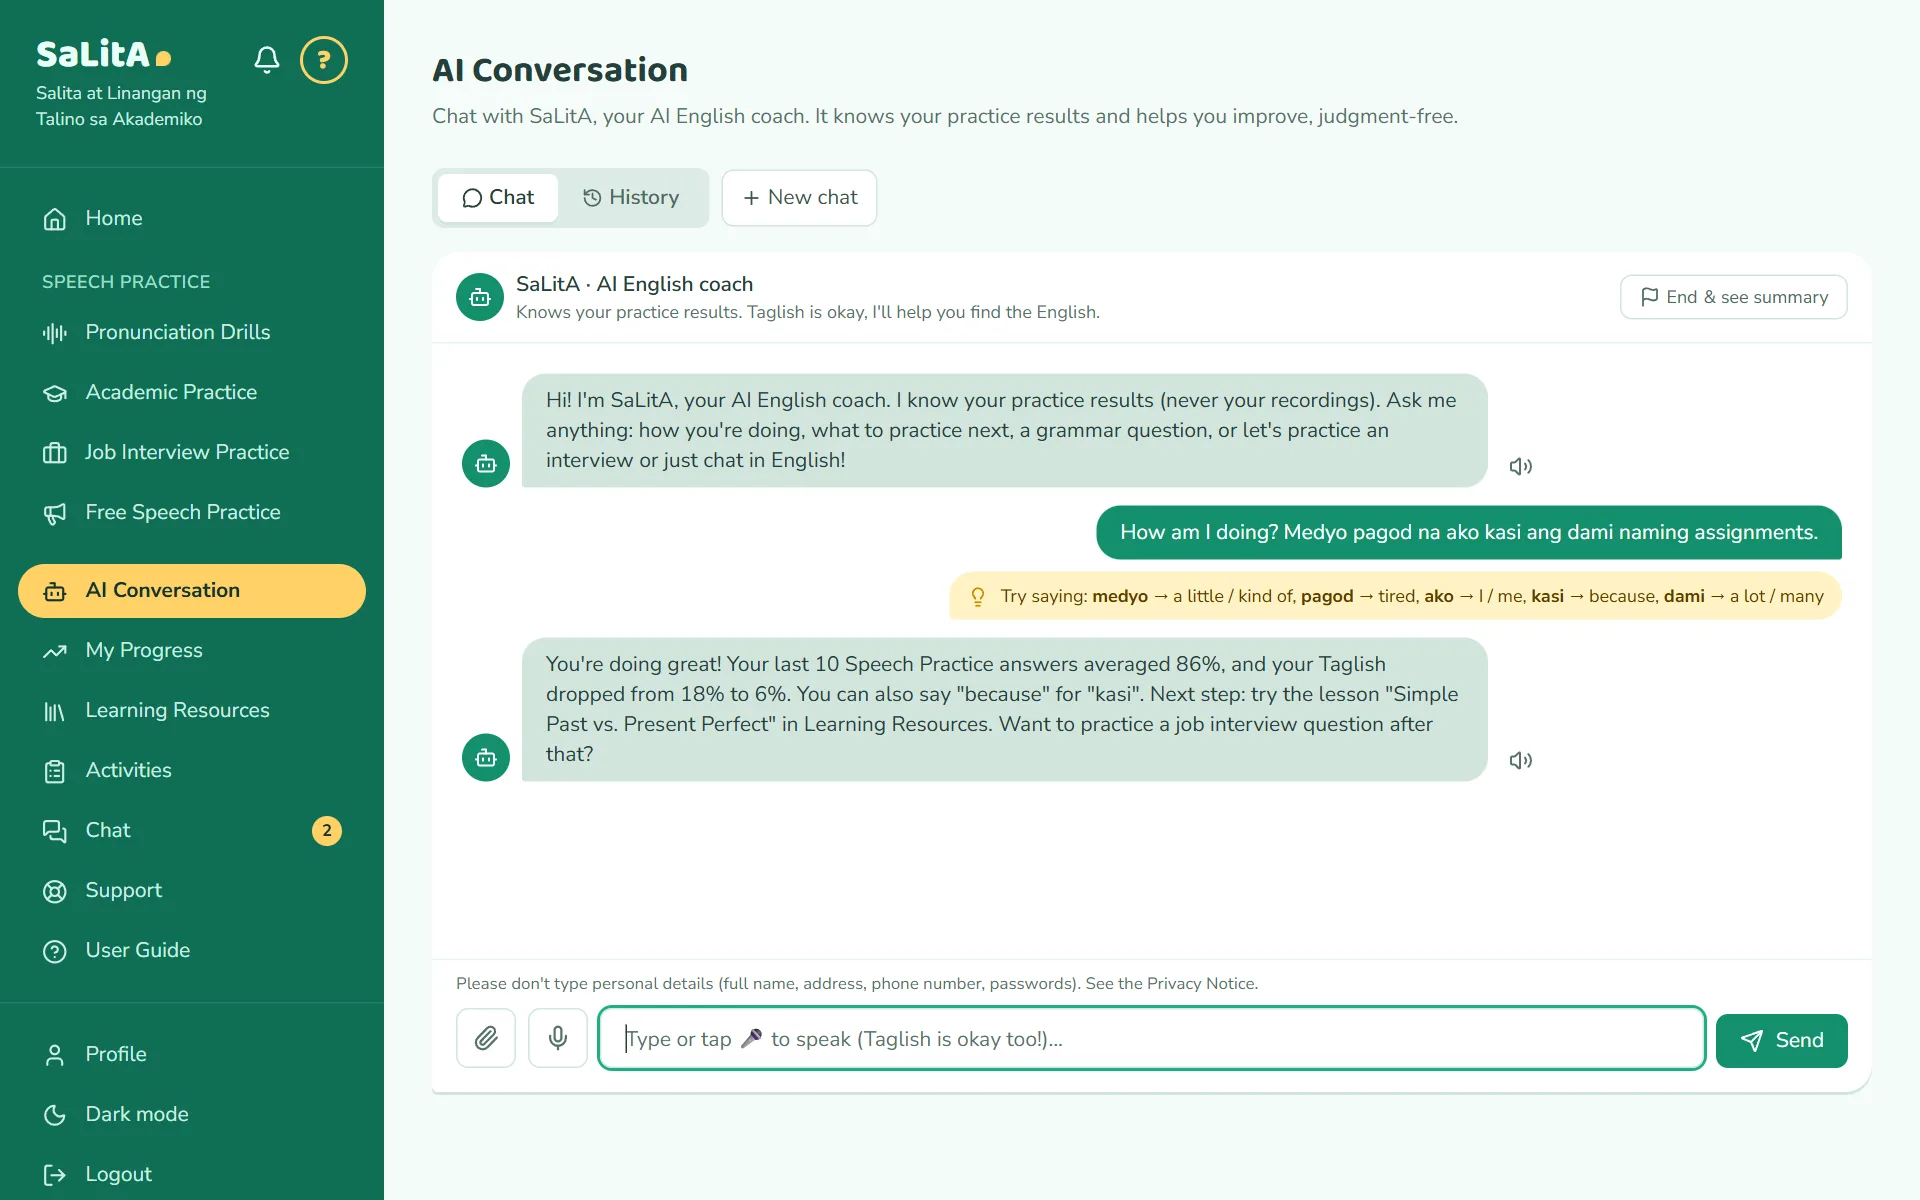 SaLitA
Salita at Linangan ng
Talino sa Akademiko
?
Home
SPEECH PRACTICE
Pronunciation Drills
Academic Practice
Job Interview Practice
Free Speech Practice
AI Conversation
My Progress
Learning Resources
Activities
Chat
2
Support
User Guide
Profile
Dark mode
Logout
AI Conversation
Chat with SaLitA, your AI English coach. It knows your practice results and helps you improve, judgment-free.
Chat
History
+ New chat
SaLitA · AI English coach
Knows your practice results. Taglish is okay, I'll help you find the English.
End & see summary
Hi! I'm SaLitA, your AI English coach. I know your practice results (never your recordings). Ask me
anything: how you're doing, what to practice next, a grammar question, or let's practice an
interview or just chat in English!
How am I doing? Medyo pagod na ako kasi ang dami naming assignments.
Try saying: medyo → a little / kind of, pagod → tired, ako → I / me, kasi → because, dami → a lot / many
You're doing great! Your last 10 Speech Practice answers averaged 86%, and your Taglish
dropped from 18% to 6%. You can also say "because" for "kasi". Next step: try the lesson "Simple
Past vs. Present Perfect" in Learning Resources. Want to practice a job interview question after
that?
Please don't type personal details (full name, address, phone number, passwords). See the Privacy Notice.
Type or tap 🎤 to speak (Taglish is okay too!)...
Send